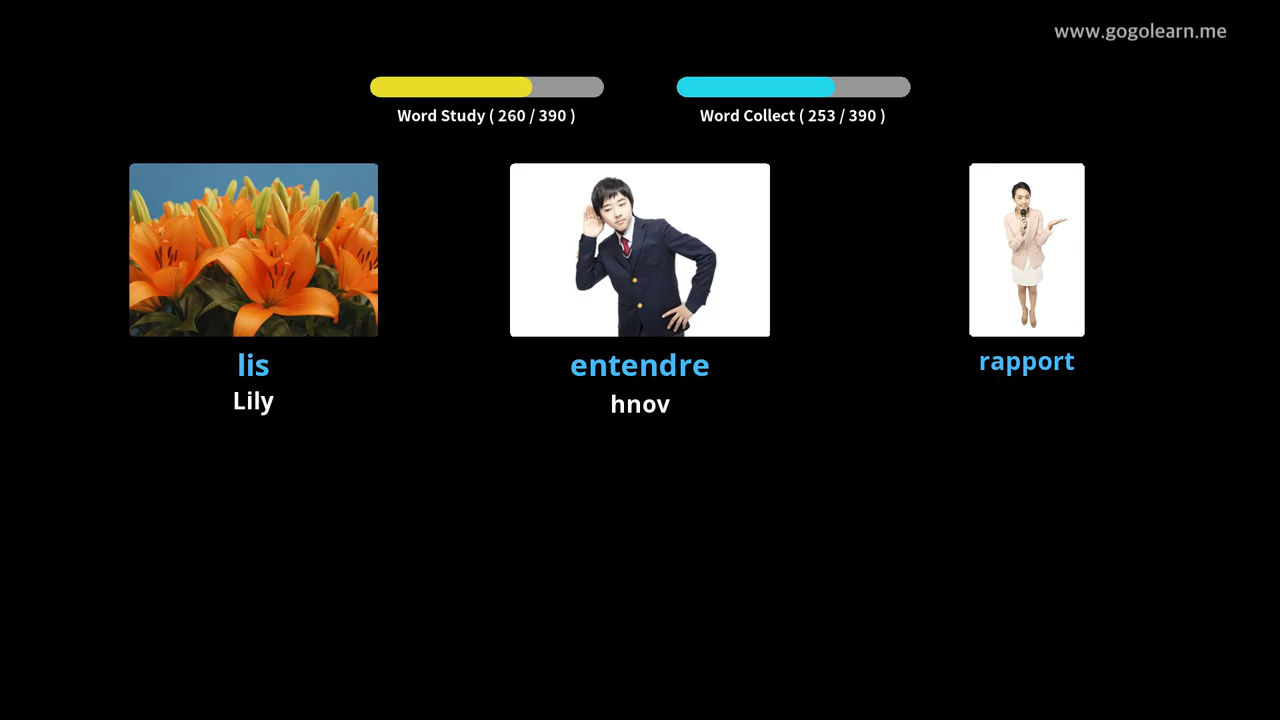 www.gogolearn.me
Word Study ( 260 / 390 )
Word Collect ( 253 / 390 )
lis
Lily
entendre
hnov
rapport